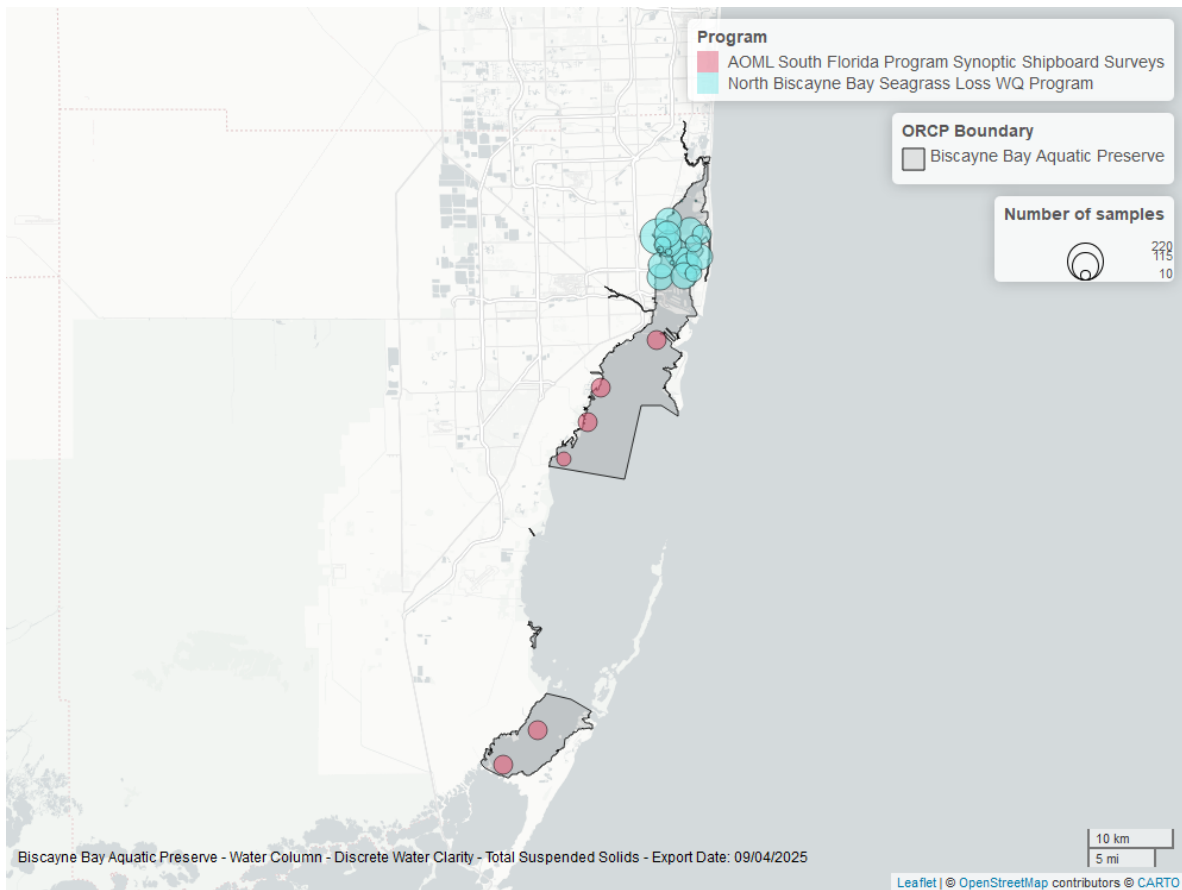 Program
AOML South Florida Program Synoptic Shipboard Surveys
North Biscayne Bay Seagrass Loss WQ Program
ORCP Boundary
Biscayne Bay Aquatic Preserve
Number of samples
220
115
10
10 km
5 mi
Biscayne Bay Aquatic Preserve - Water Column - Discrete Water Clarity - Total Suspended Solids - Export Date: 09/04/2025
Leaflet | © OpenStreetMap contributors © CARTO